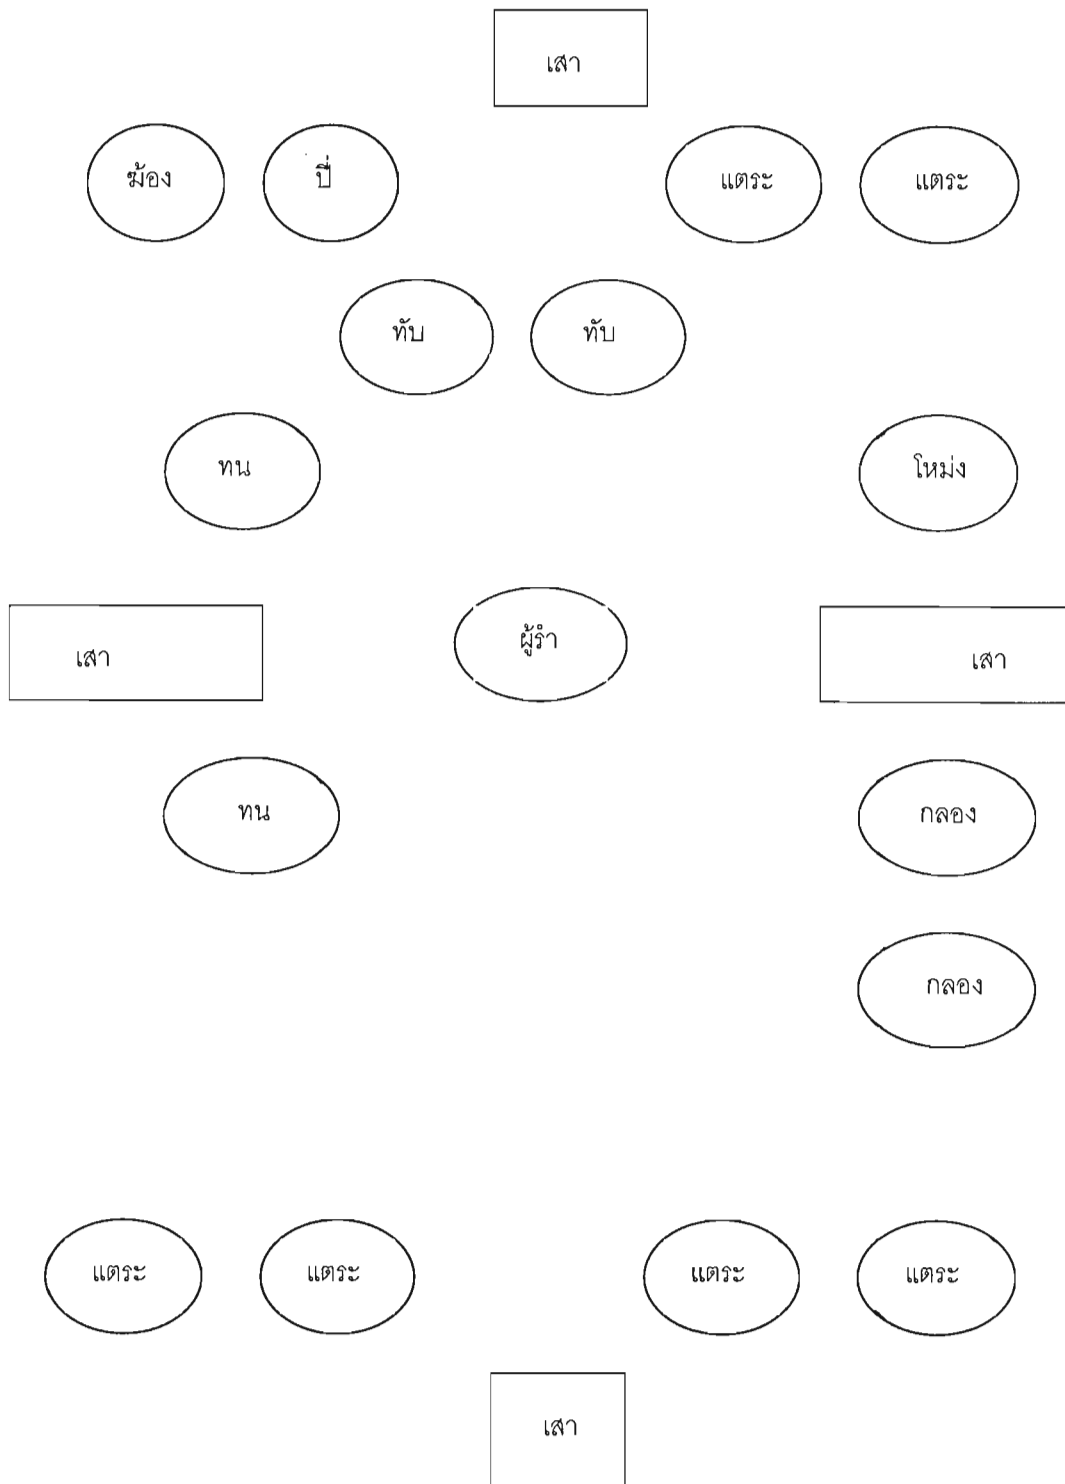 เสา
ฆ้อง ปี่ แตระ แตระ
ทับ ทับ
ทน โหม่ง
เสา ผู้รำ เสา
ทน กลอง
กลอง
แตระ แตระ แตระ แตระ
เสา